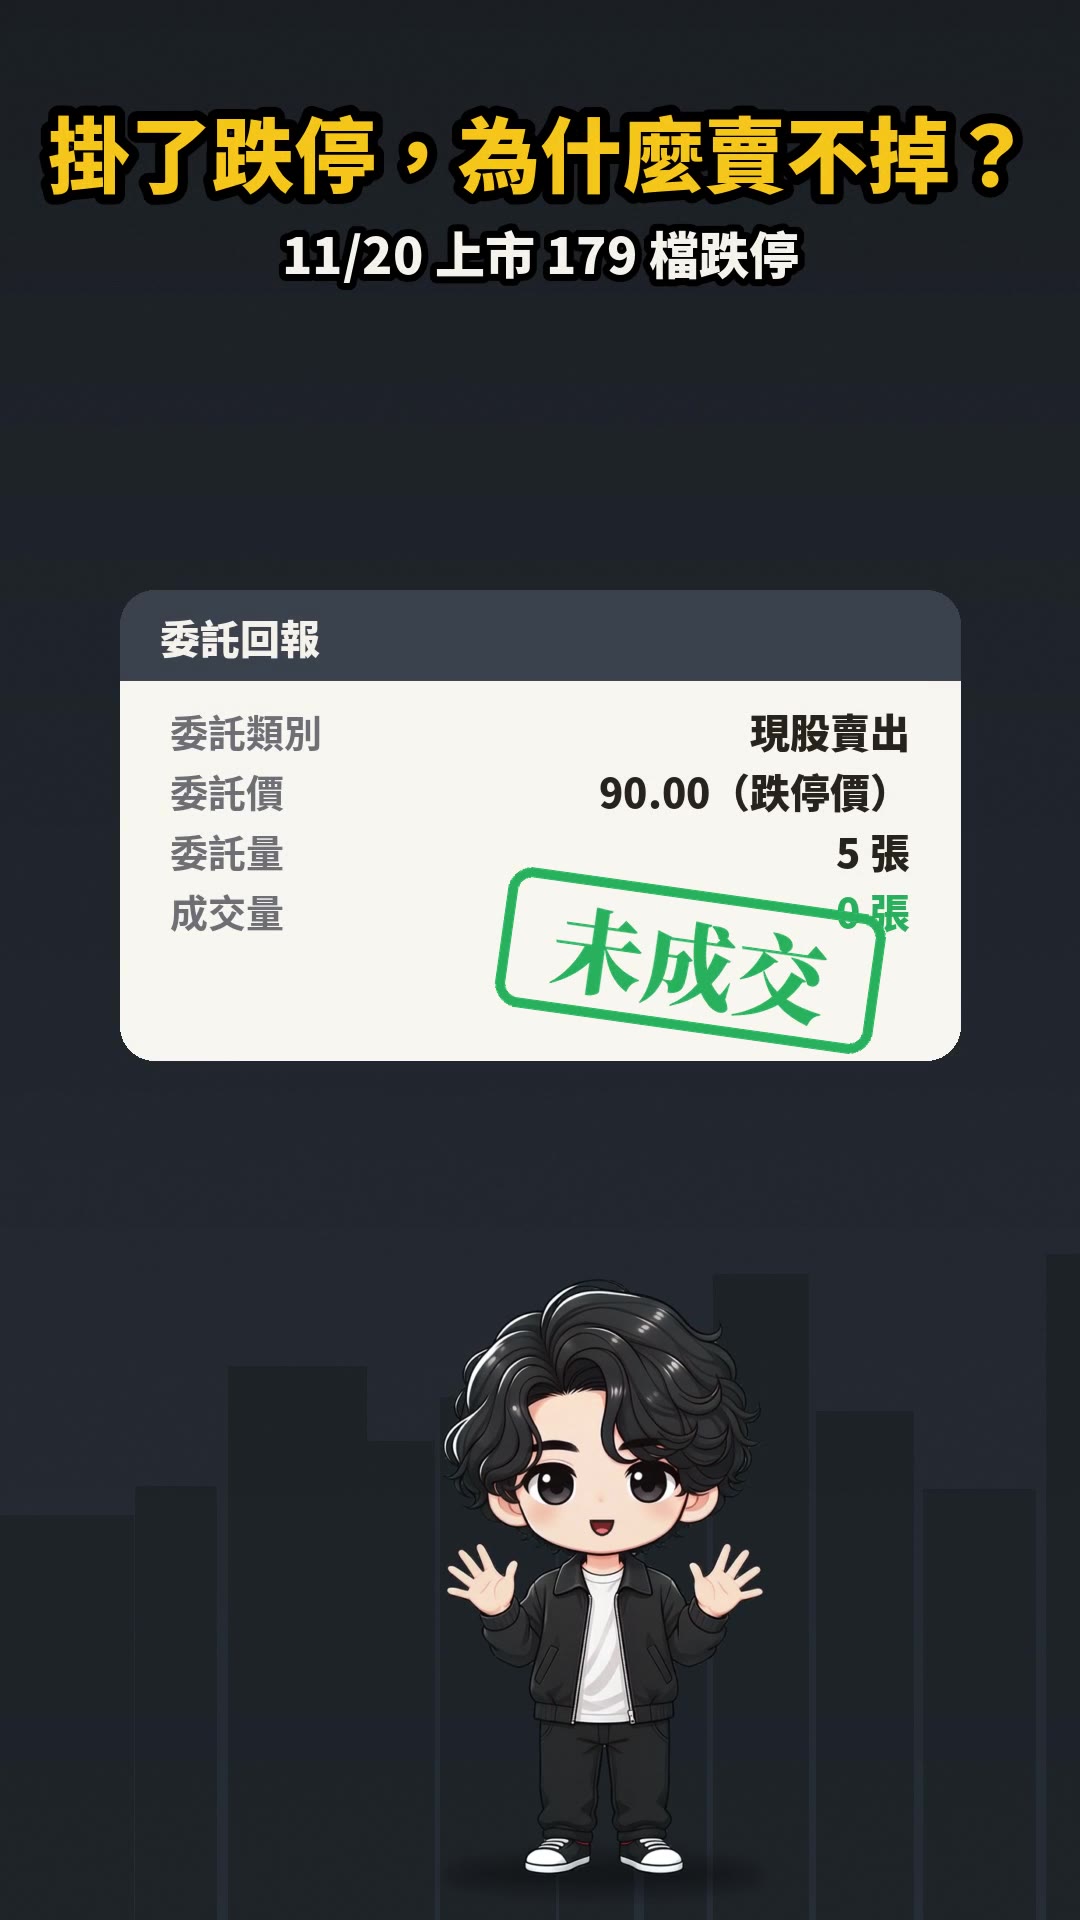 掛了跌停，為什麼賣不掉？
11/20 上市 179 檔跌停
委託回報
委託類別 現股賣出
委託價 90.00（跌停價）
委託量 5 張
成交量 0 張
未成交